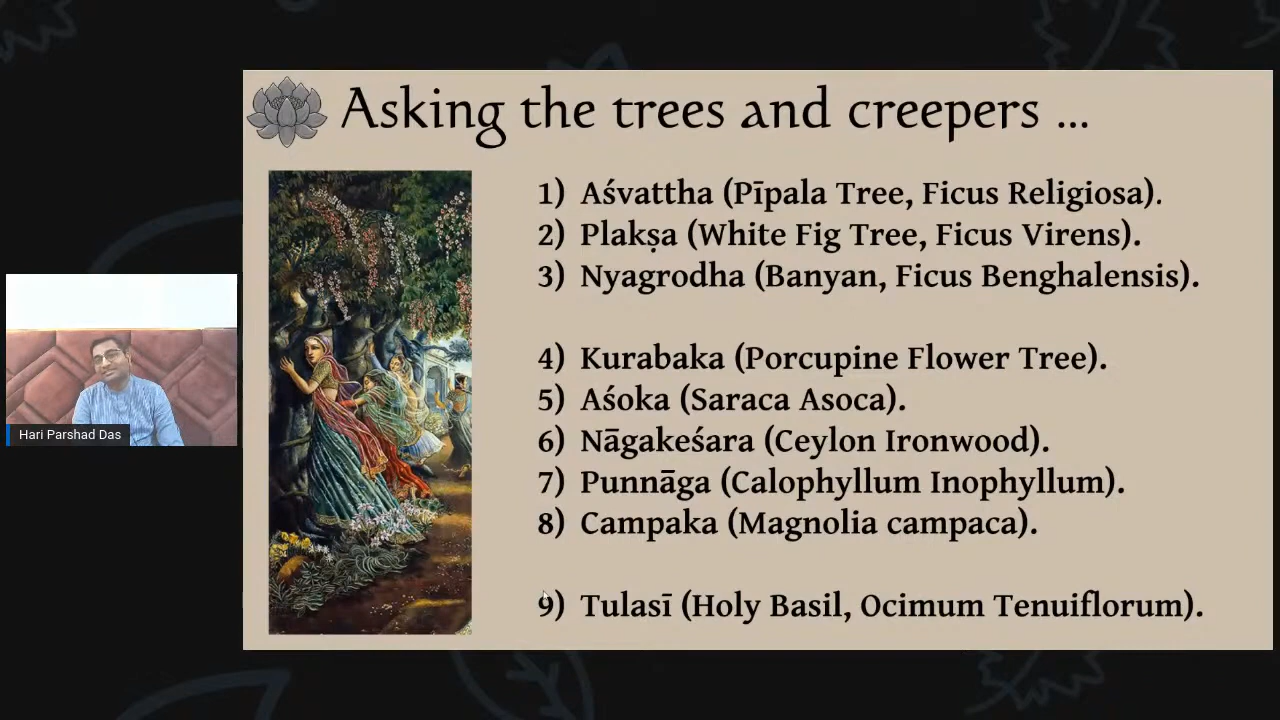 Asking the trees and creepers ...
1) Aśvattha (Pīpala Tree, Ficus Religiosa).
2) Plakṣa (White Fig Tree, Ficus Virens).
3) Nyagrodha (Banyan, Ficus Benghalensis).
4) Kurabaka (Porcupine Flower Tree).
5) Aśoka (Saraca Asoca).
6) Nāgakeśara (Ceylon Ironwood).
7) Punnāga (Calophyllum Inophyllum).
8) Campaka (Magnolia campaca).
9) Tulasī (Holy Basil, Ocimum Tenuiflorum).
Hari Parshad Das